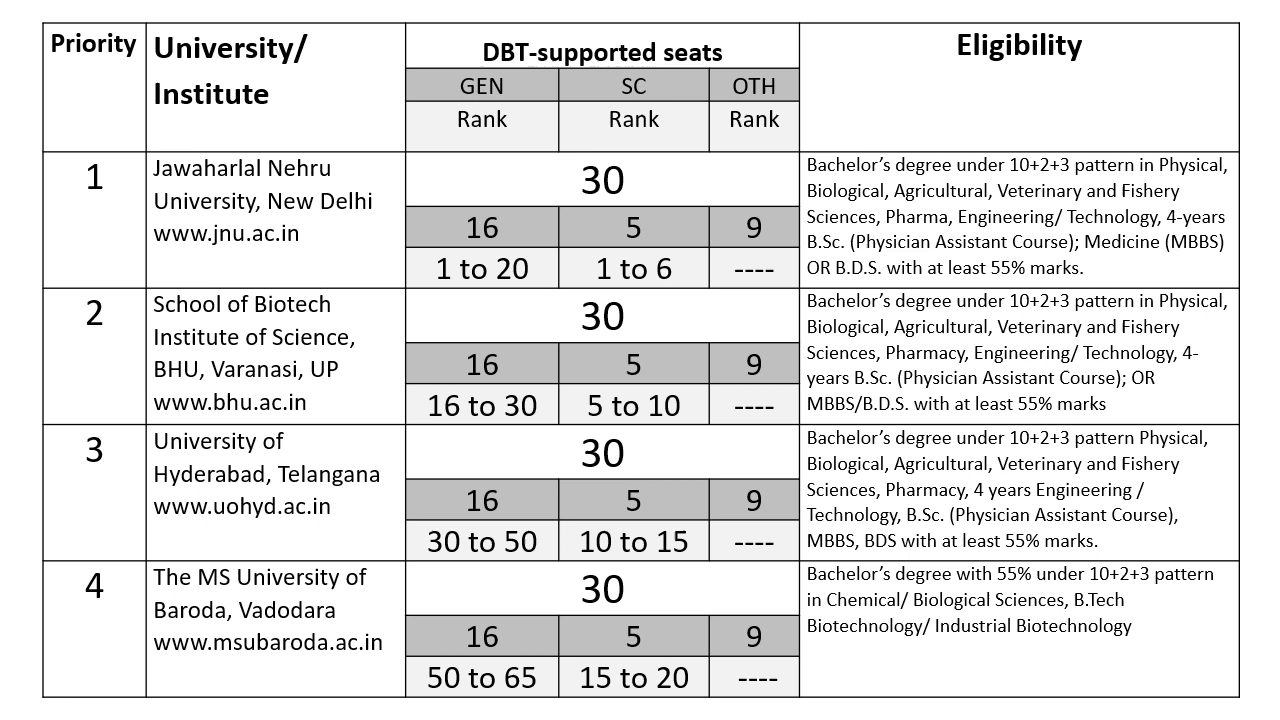 Priority
University/
Institute
DBT-supported seats
Eligibility
GEN
SC
OTH
Rank
Rank
Rank
1
Jawaharlal Nehru
University, New Delhi
www.jnu.ac.in
30
16
5
9
1 to 20
1 to 6
----
Bachelor’s degree under 10+2+3 pattern in Physical,
Biological, Agricultural, Veterinary and Fishery
Sciences, Pharma, Engineering/ Technology, 4-years
B.Sc. (Physician Assistant Course); Medicine (MBBS)
OR B.D.S. with at least 55% marks.
2
School of Biotech
Institute of Science,
BHU, Varanasi, UP
www.bhu.ac.in
30
16
5
9
16 to 30
5 to 10
----
Bachelor’s degree under 10+2+3 pattern in Physical,
Biological, Agricultural, Veterinary and Fishery
Sciences, Pharmacy, Engineering/ Technology, 4-
years B.Sc. (Physician Assistant Course); OR
MBBS/B.D.S. with at least 55% marks
3
University of
Hyderabad, Telangana
www.uohyd.ac.in
30
16
5
9
30 to 50
10 to 15
----
Bachelor’s degree under 10+2+3 pattern Physical,
Biological, Agricultural, Veterinary and Fishery
Sciences, Pharmacy, 4 years Engineering /
Technology, B.Sc. (Physician Assistant Course),
MBBS, BDS with at least 55% marks.
4
The MS University of
Baroda, Vadodara
www.msubaroda.ac.in
30
16
5
9
50 to 65
15 to 20
----
Bachelor’s degree with 55% under 10+2+3 pattern
in Chemical/ Biological Sciences, B.Tech
Biotechnology/ Industrial Biotechnology